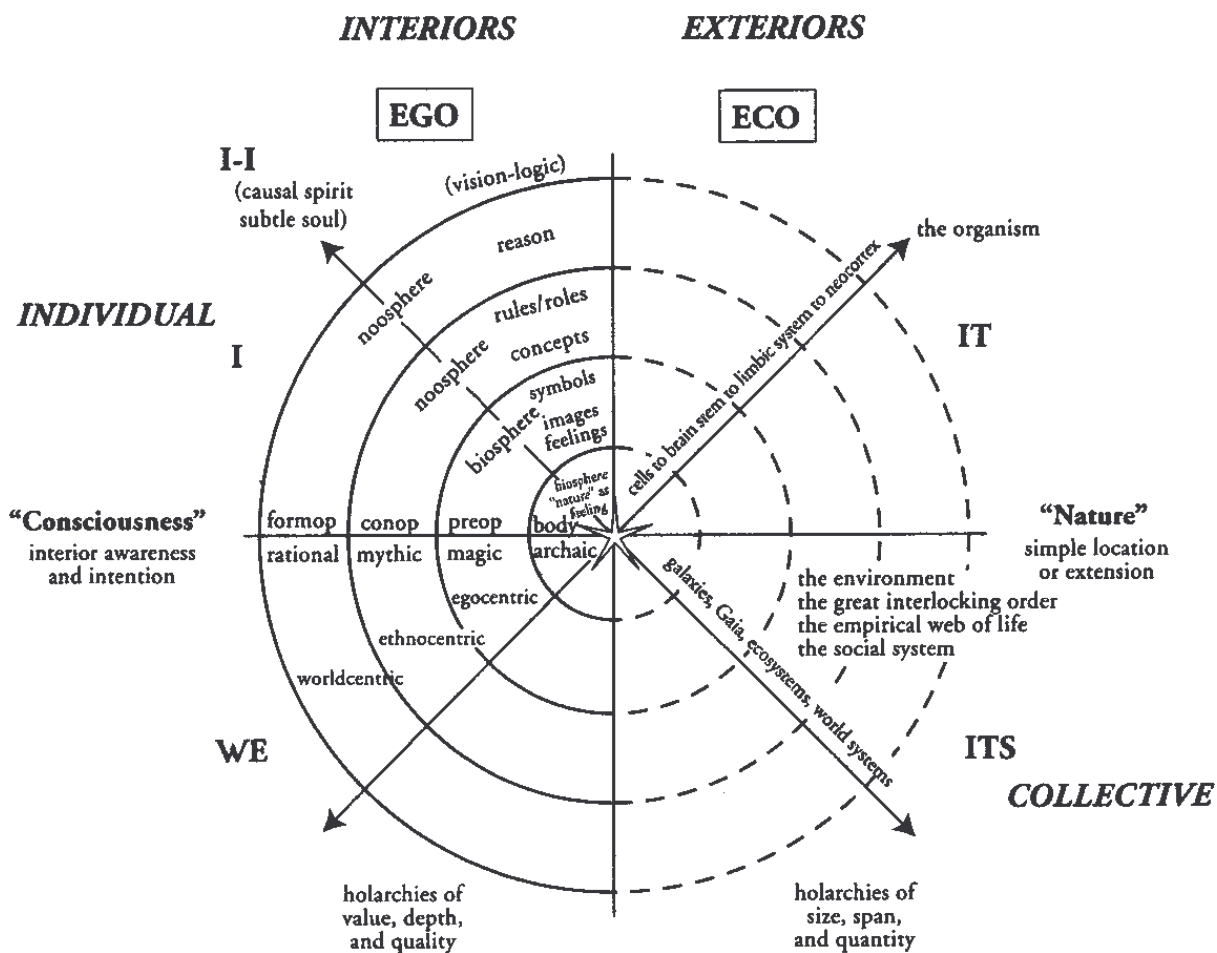 INTERIORS
EXTERIORS
EGO
ECO
I-I
(causal spirit
subtle soul)
(vision-logic)
reason
noosphere
rules/roles
noosphere
concepts
symbols
images
feelings
biosphere
biosphere
"nature" as
feeling
the organism
cells to brain stem to limbic system to neocortex
INDIVIDUAL
I
IT
"Consciousness"
interior awareness
and intention
formop
conop
preop
body
rational
mythic
magic
archaic
"Nature"
simple location
or extension
egocentric
ethnocentric
worldcentric
galaxies, Gaia, ecosystems, world systems
the environment
the great interlocking order
the empirical web of life
the social system
WE
ITS
COLLECTIVE
holarchies of
value, depth,
and quality
holarchies of
size, span,
and quantity